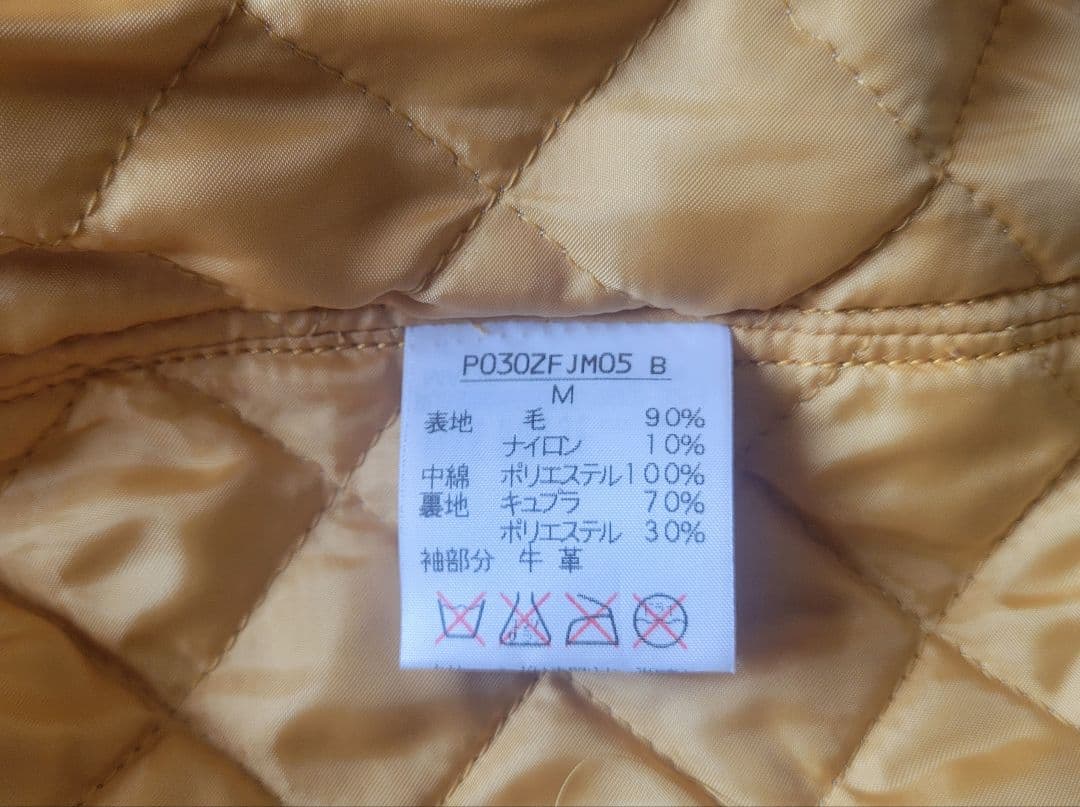 P030ZFJM05 B
M
表地 毛 90%
ナイロン 10%
中綿 ポリエステル100%
裏地 キュプラ 70%
ポリエステル 30%
袖部分 牛革